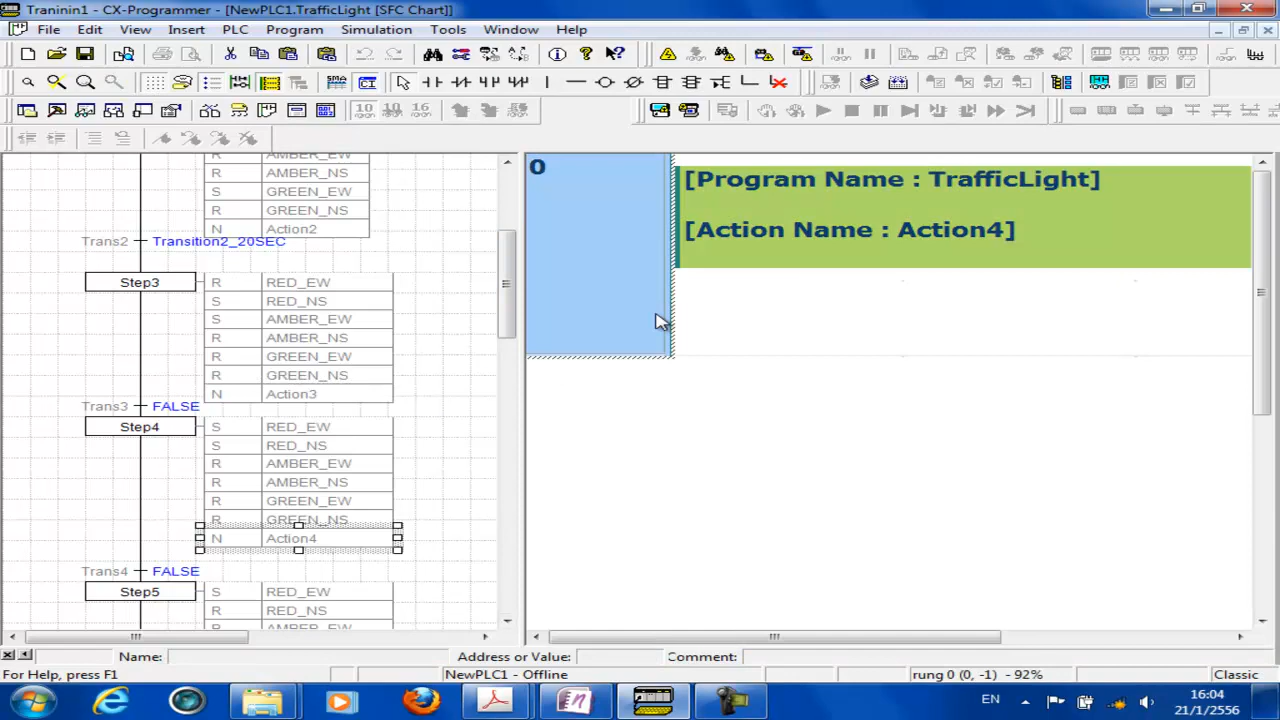 Traninin1 - CX-Programmer - [NewPLC1.TrafficLight [SFC Chart]]
File Edit View Insert PLC Program Simulation Tools Window Help
R AMBER_EW
R AMBER_NS
S GREEN_EW
R GREEN_NS
N Action2
Trans2 Transition2_20SEC
Step3 R RED_EW
S RED_NS
S AMBER_EW
R AMBER_NS
R GREEN_EW
R GREEN_NS
N Action3
Trans3 FALSE
Step4 S RED_EW
S RED_NS
R AMBER_EW
R AMBER_NS
R GREEN_EW
R GREEN_NS
N Action4
Trans4 FALSE
Step5 S RED_EW
R RED_NS
R AMBER_EW
0
[Program Name : TrafficLight]
[Action Name : Action4]
Name: Address or Value: Comment:
For Help, press F1 NewPLC1 - Offline rung 0 (0, -1) - 92% Classic
EN 16:04
21/1/2556